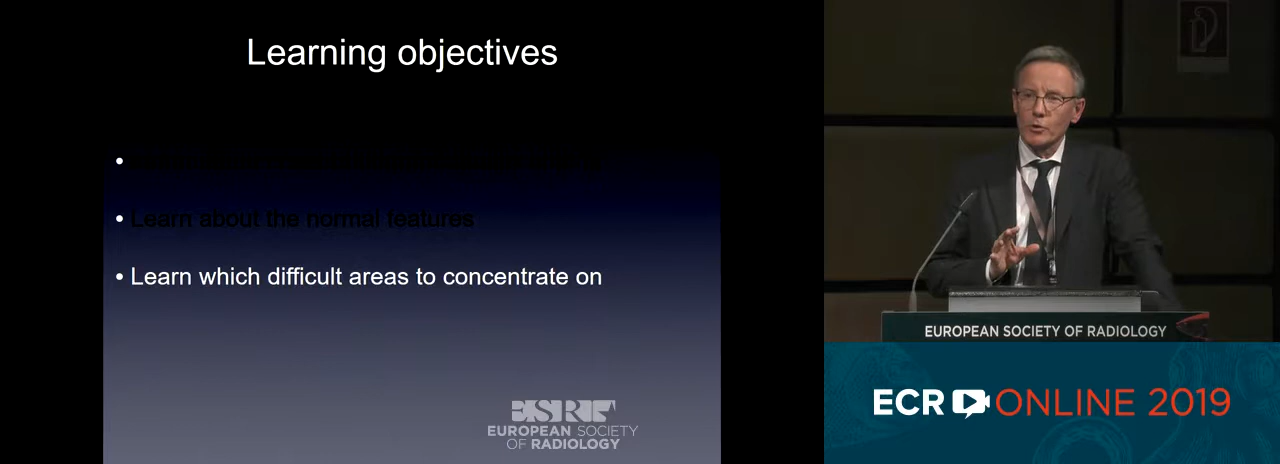 Learning objectives
•
• Learn about the normal features
• Learn which difficult areas to concentrate on
ESRF
EUROPEAN SOCIETY
OF RADIOLOGY
EUROPEAN SOCIETY OF RADIOLOGY
ECR ONLINE 2019